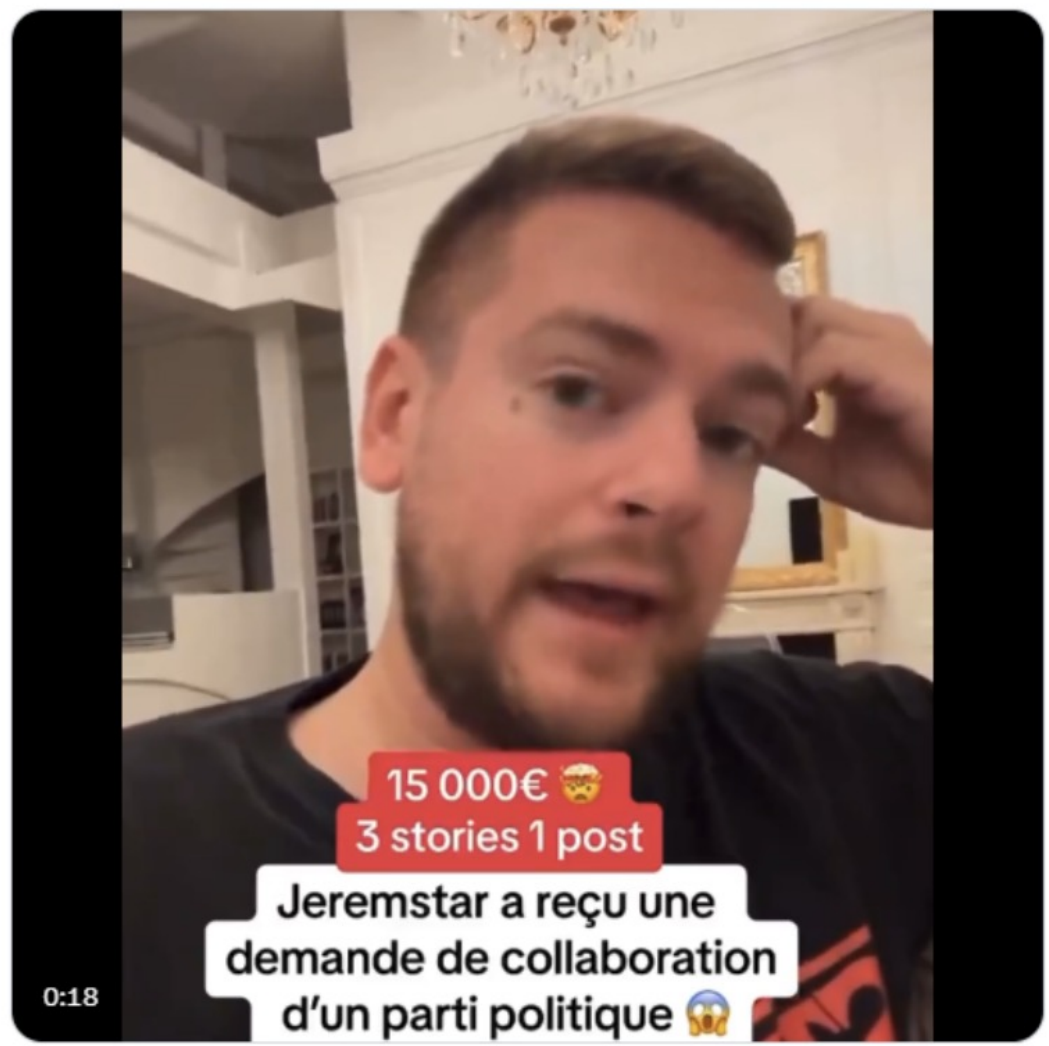 15 000€ 🤯
3 stories 1 post
Jeremstar a reçu une
demande de collaboration
d’un parti politique 😱
0:18